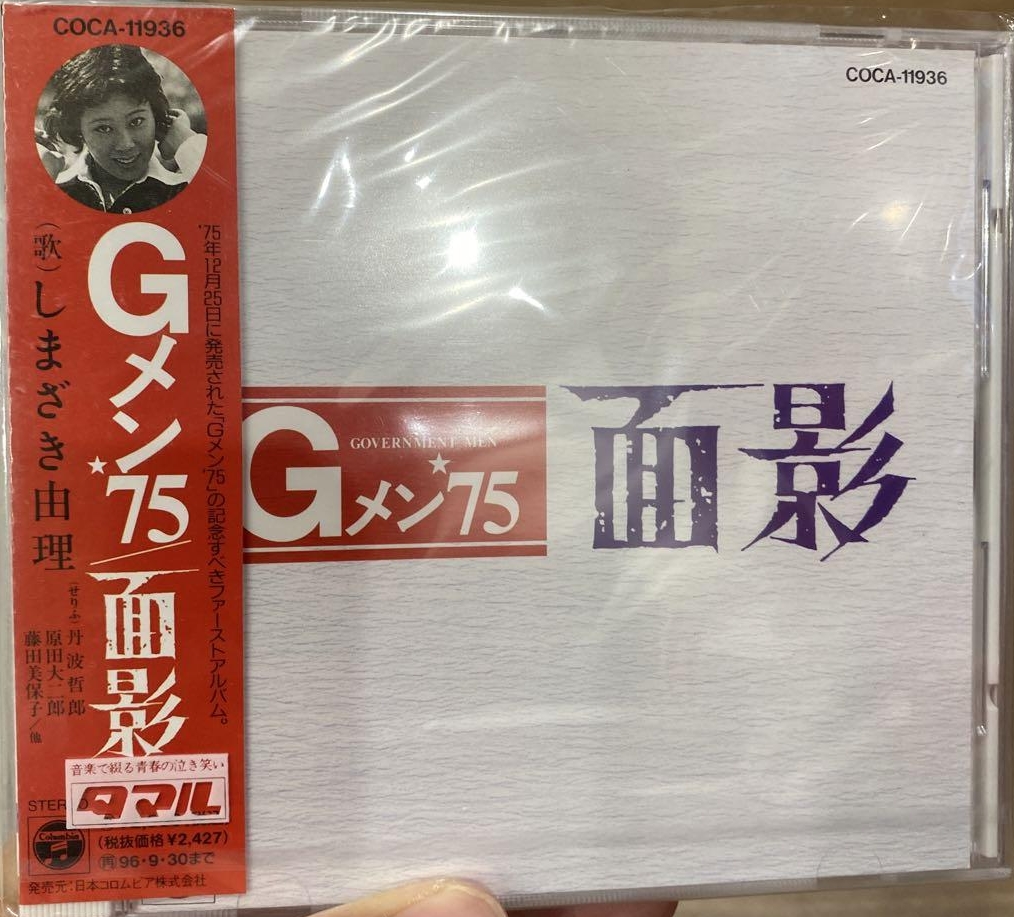 COCA-11936
Gメン★'75/面影
(歌)しまざき由理
(せりふ)丹波哲郎
原田大二郎
藤田美保子/他
'75年12月25日に発売された「Gメン'75」の記念すべきファーストアルバム。
音楽で綴る青春の泣き笑い
タマル
STEREO
Columbia
(税抜価格¥2,427)
再96・9・30まで
発売元:日本コロムビア株式会社
COCA-11936
GOVERNMENT MEN
Gメン★'75
面影